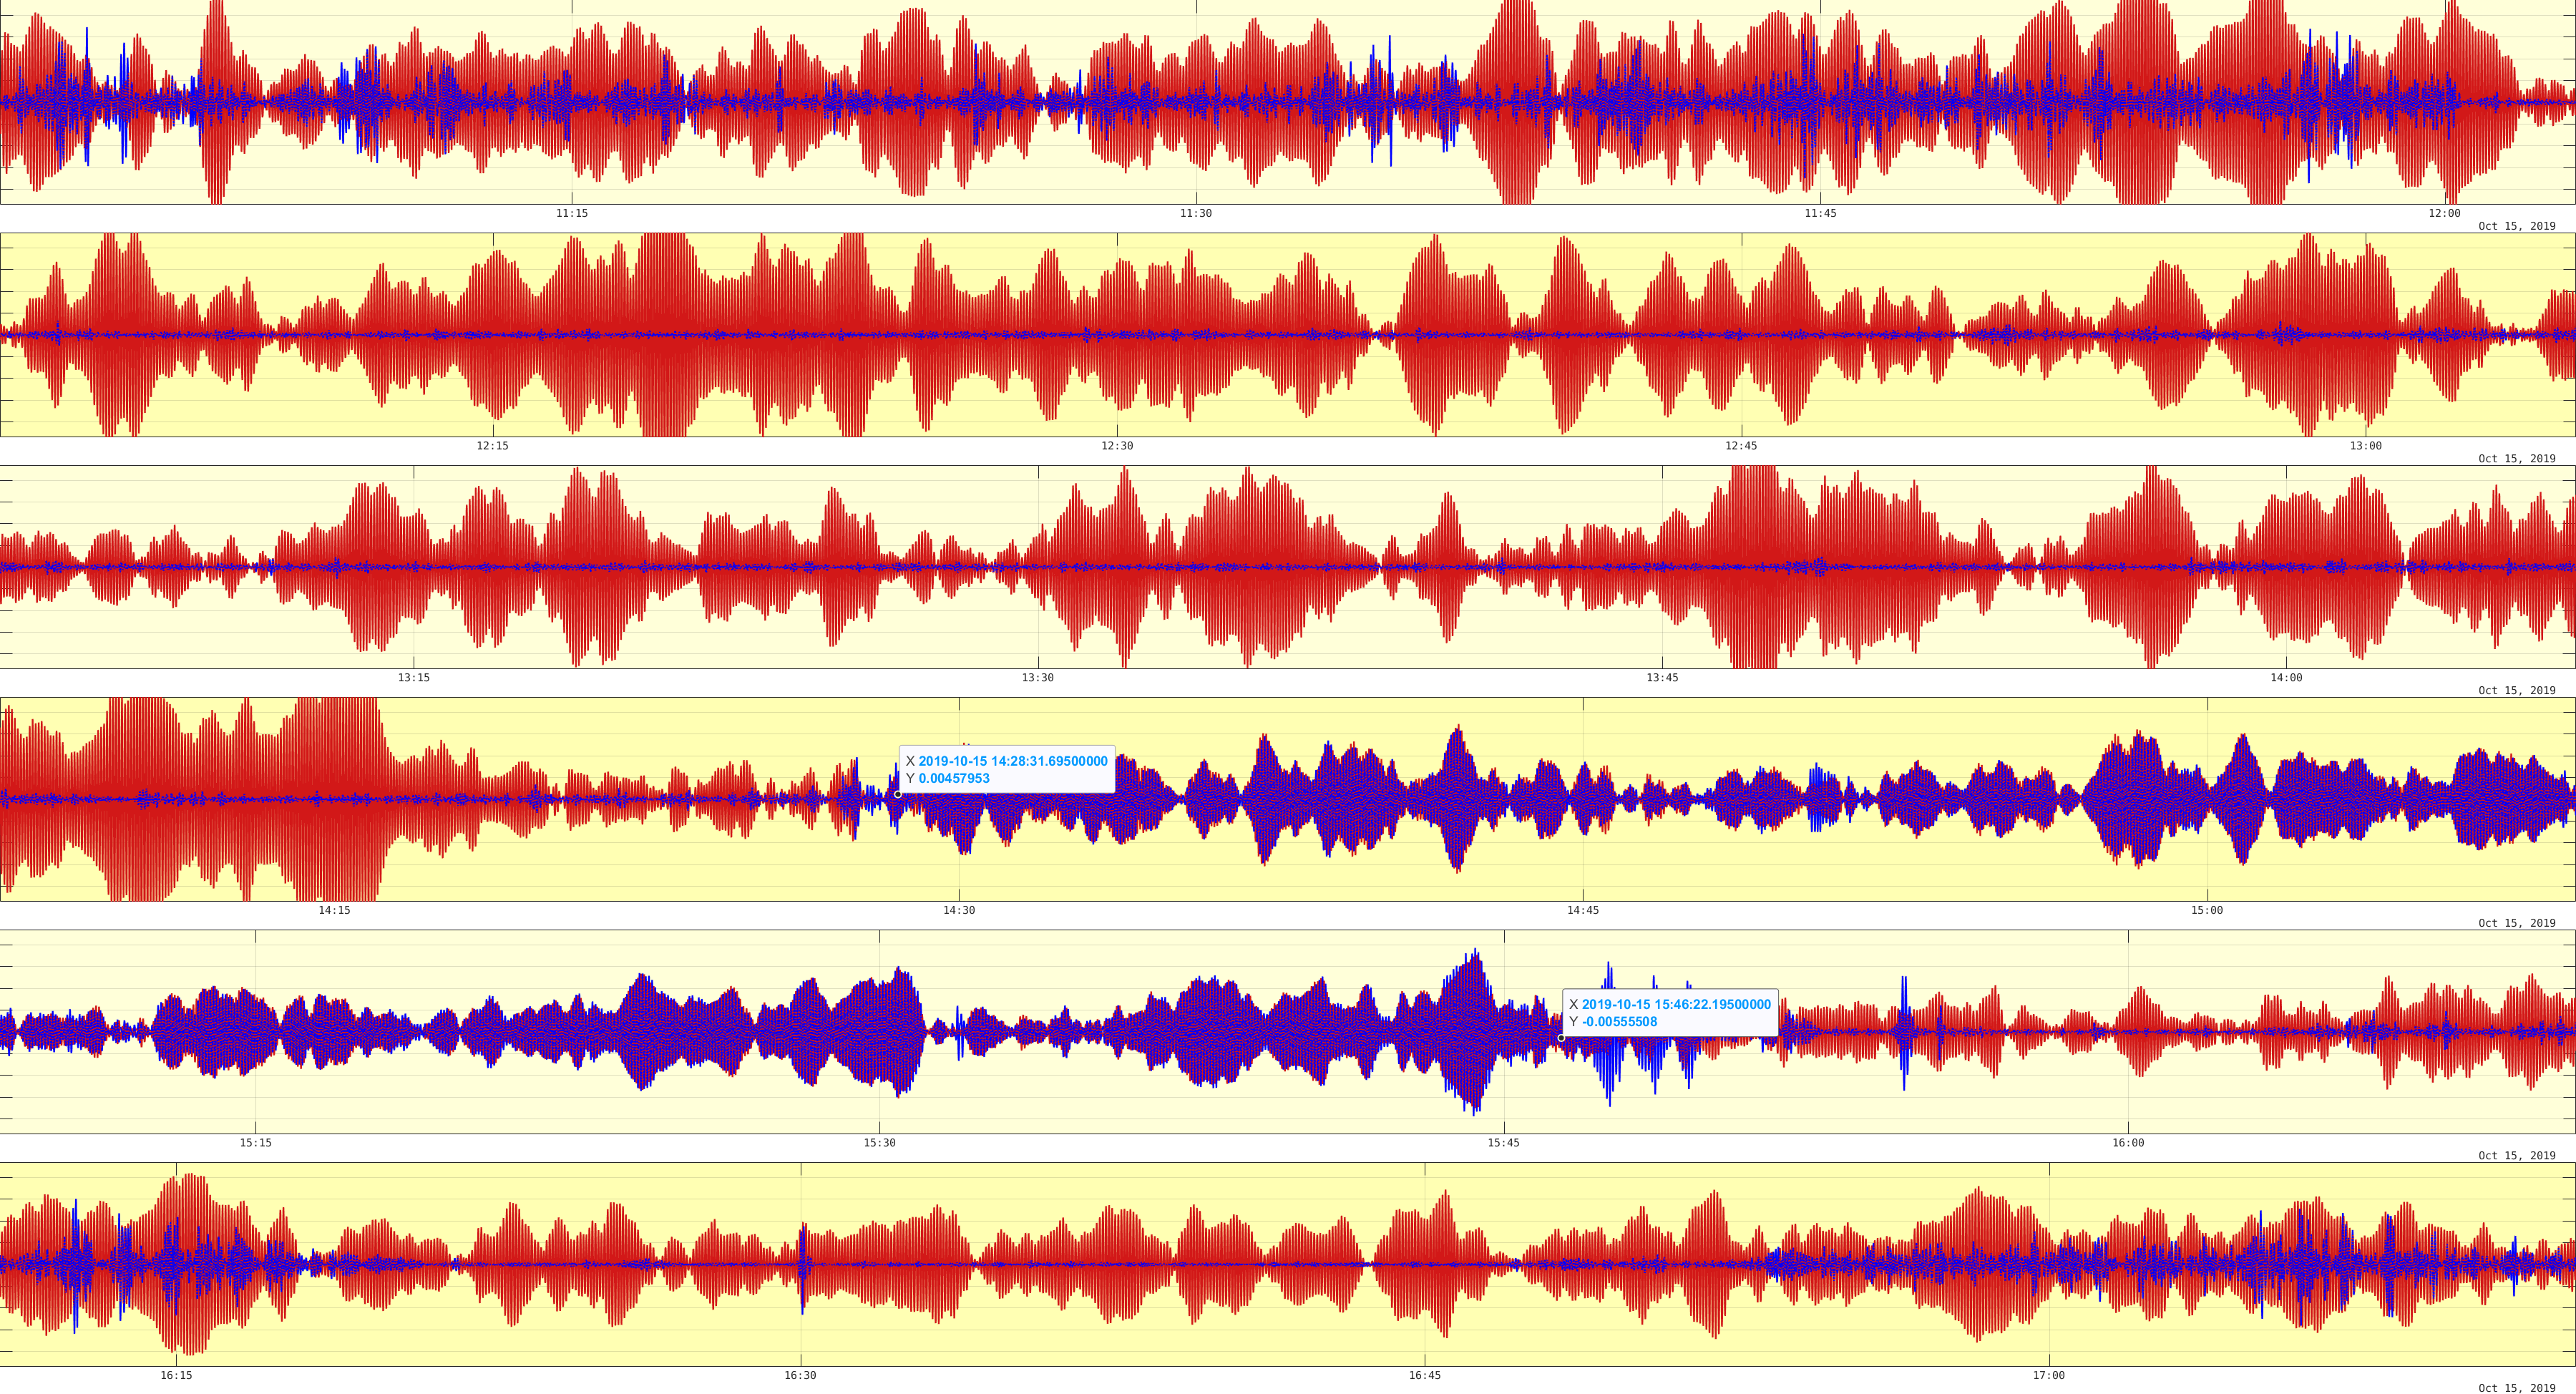 11:15 11:30 11:45 12:00
Oct 15, 2019
12:15 12:30 12:45 13:00
Oct 15, 2019
13:15 13:30 13:45 14:00
Oct 15, 2019
X 2019-10-15 14:28:31.69500000
Y 0.00457953
14:15 14:30 14:45 15:00
Oct 15, 2019
X 2019-10-15 15:46:22.19500000
Y -0.00555508
15:15 15:30 15:45 16:00
Oct 15, 2019
16:15 16:30 16:45 17:00
Oct 15, 2019